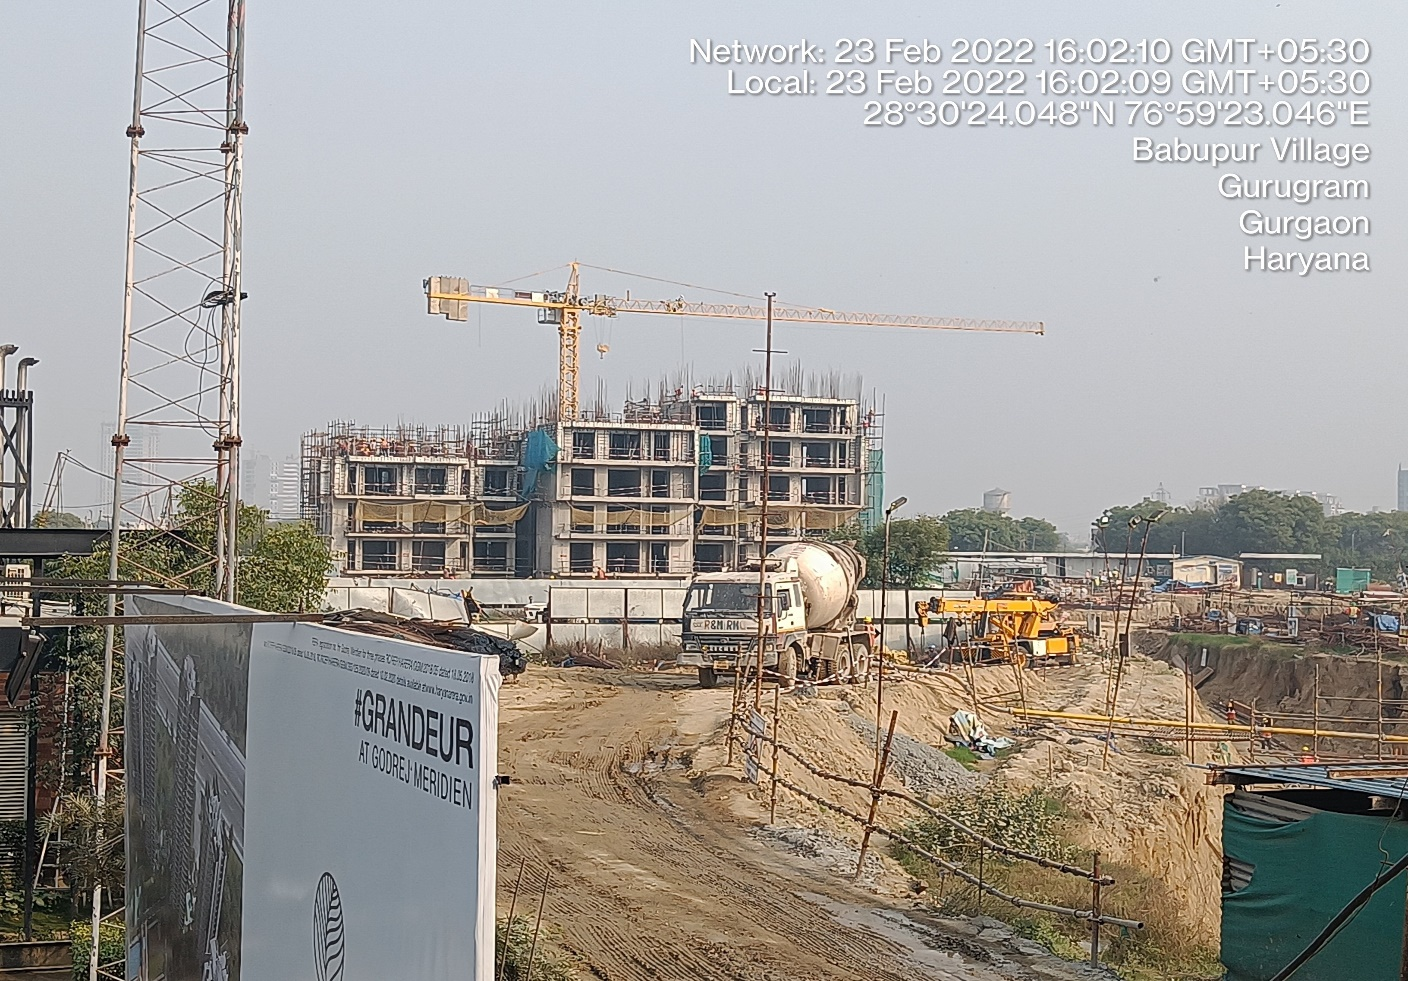 Network: 23 Feb 2022 16:02:10 GMT+05:30
Local: 23 Feb 2022 16:02:09 GMT+05:30
28°30'24.048"N 76°59'23.046"E
Babupur Village
Gurugram
Gurgaon
Haryana
#GRANDEUR
AT GODREJ MERIDIEN